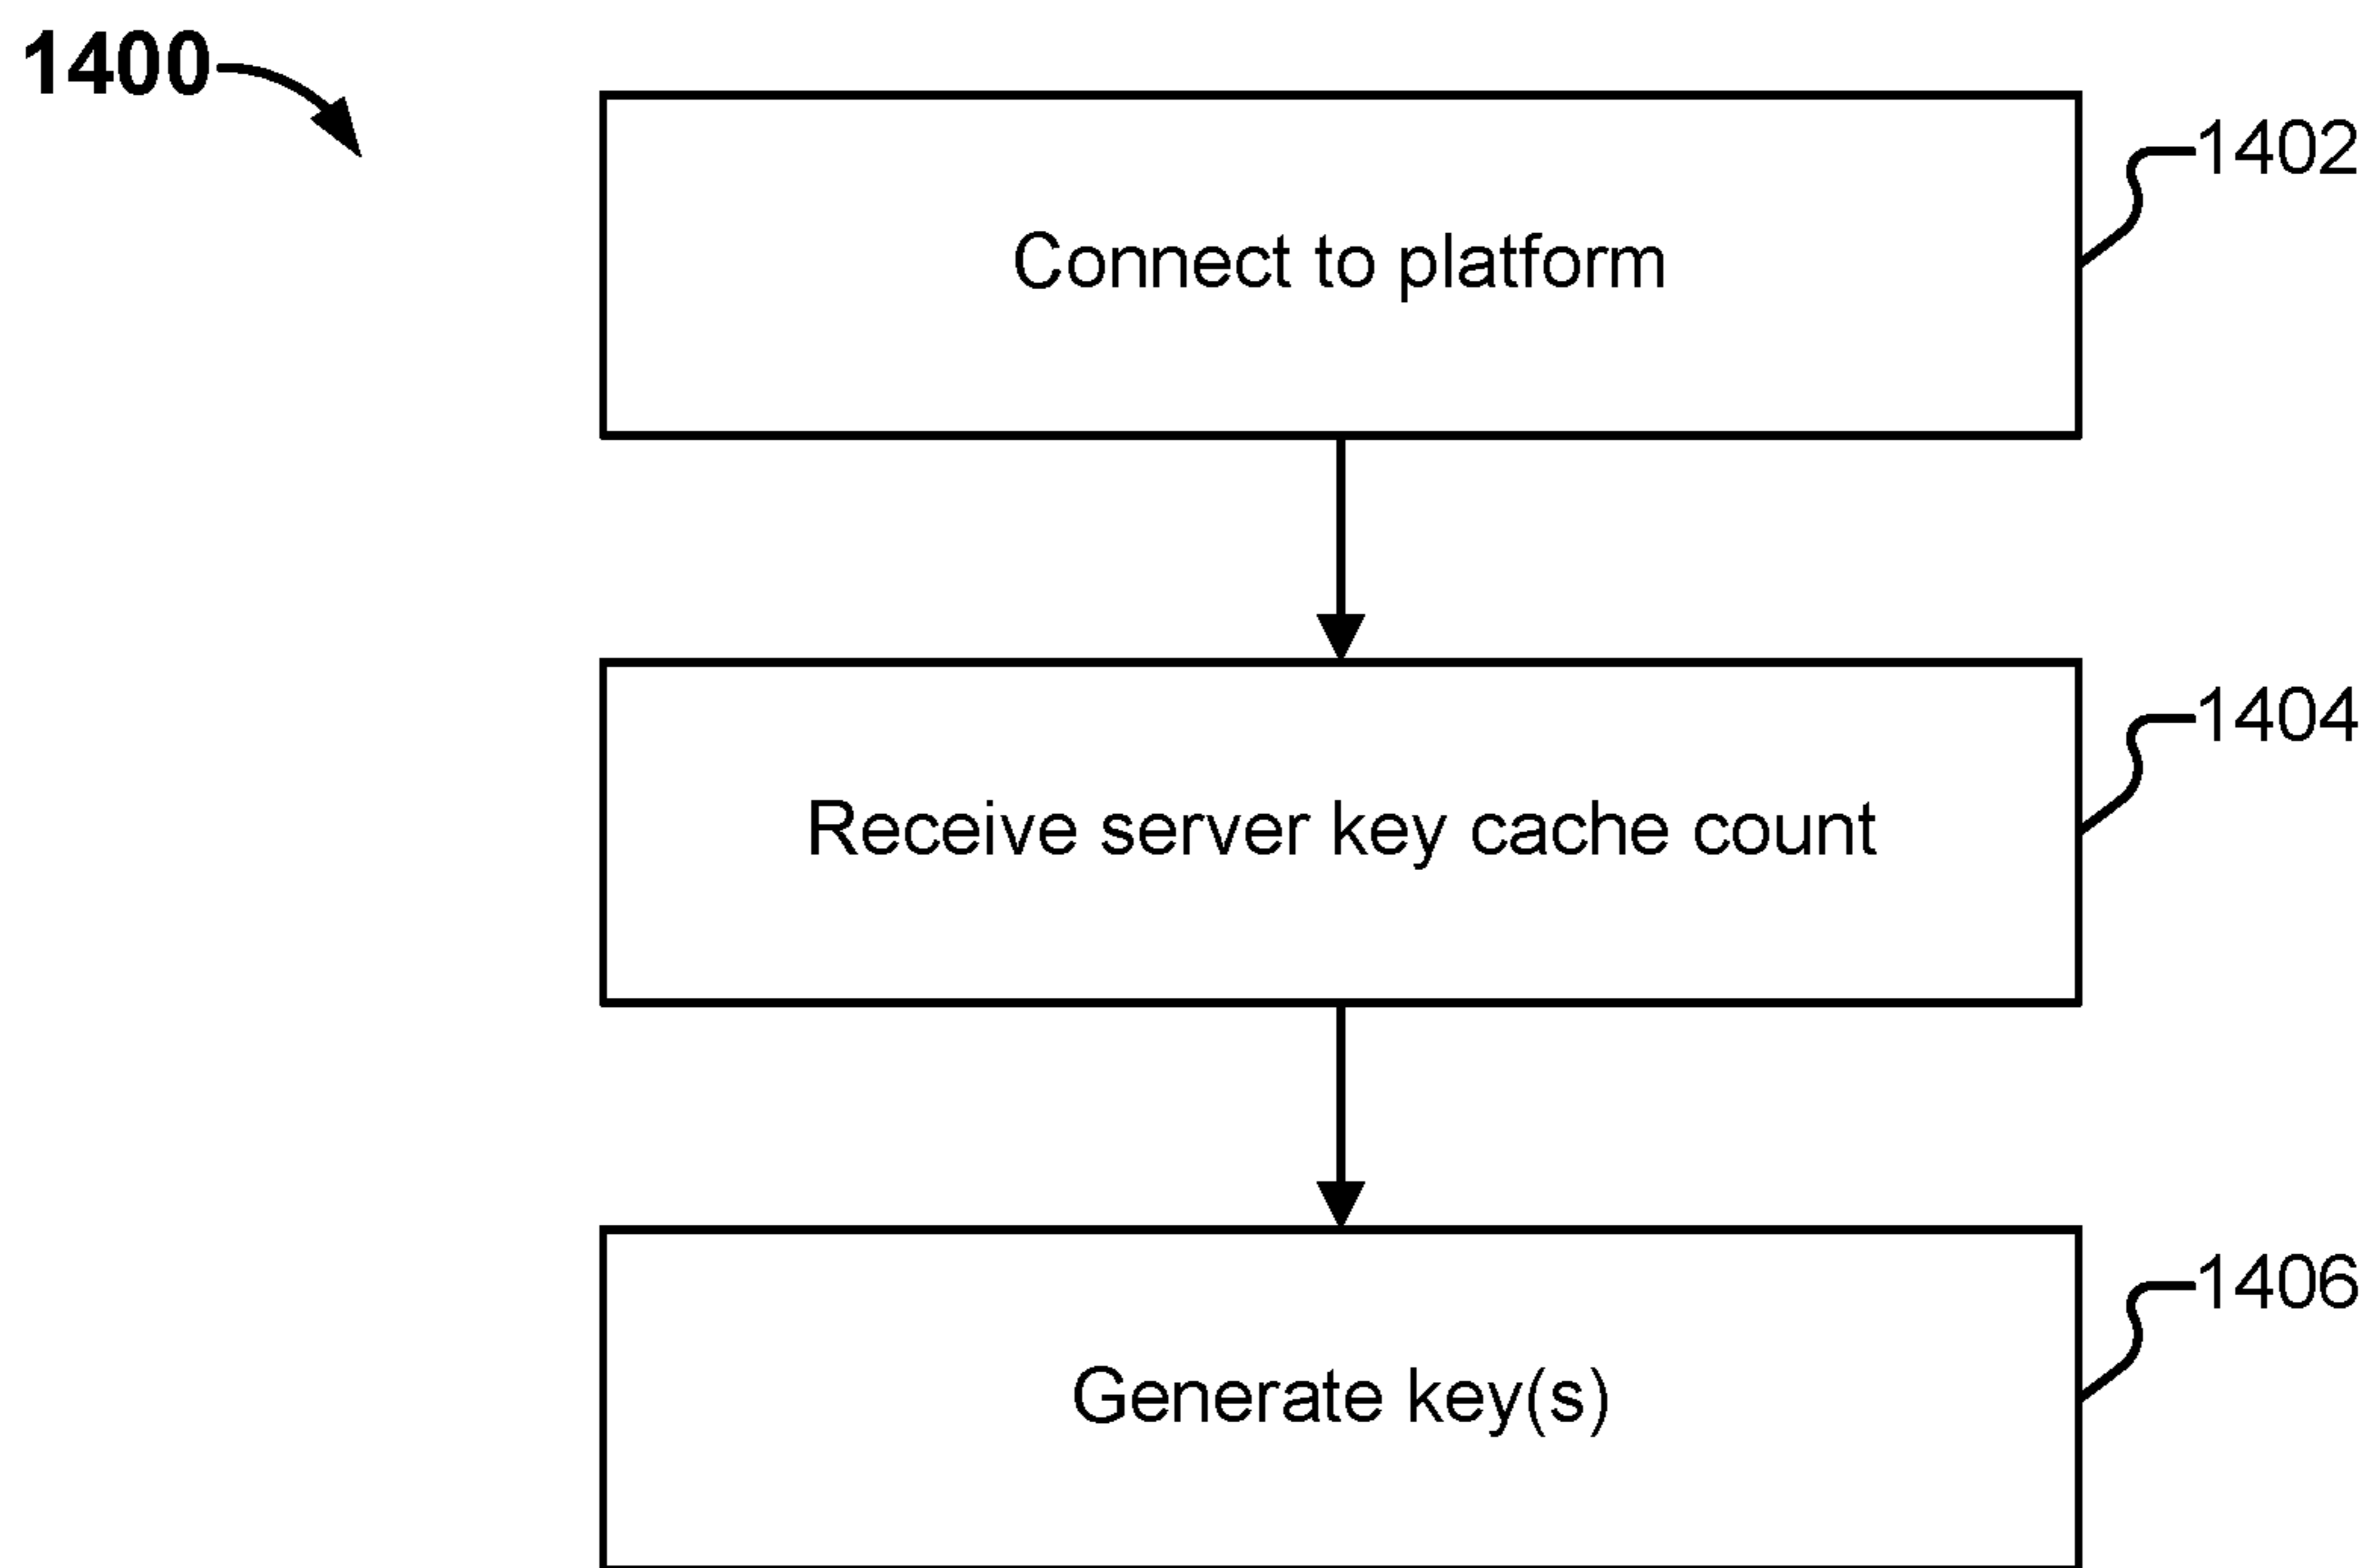 1400
1402
Connect to platform
1404
Receive server key cache count
1406
Generate key(s)